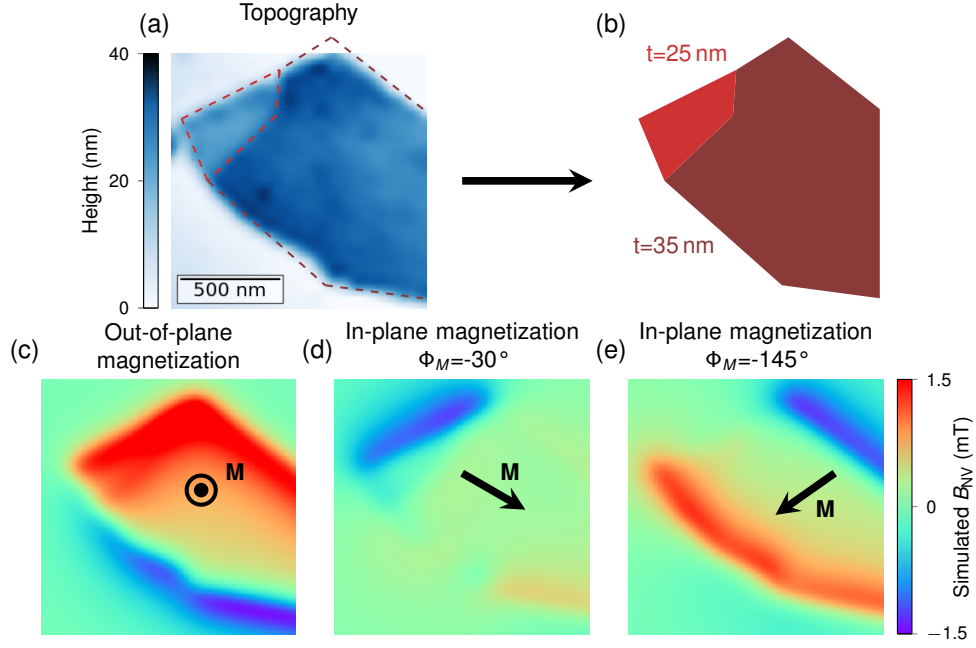 Topography
(a)
(b)
40
20
0
Height (nm)
500 nm
t=25 nm
t=35 nm
Out-of-plane
magnetization
(c)
M
In-plane magnetization
Φ_M=-30°
(d)
M
In-plane magnetization
Φ_M=-145°
(e)
M
1.5
0
−1.5
Simulated B_NV (mT)